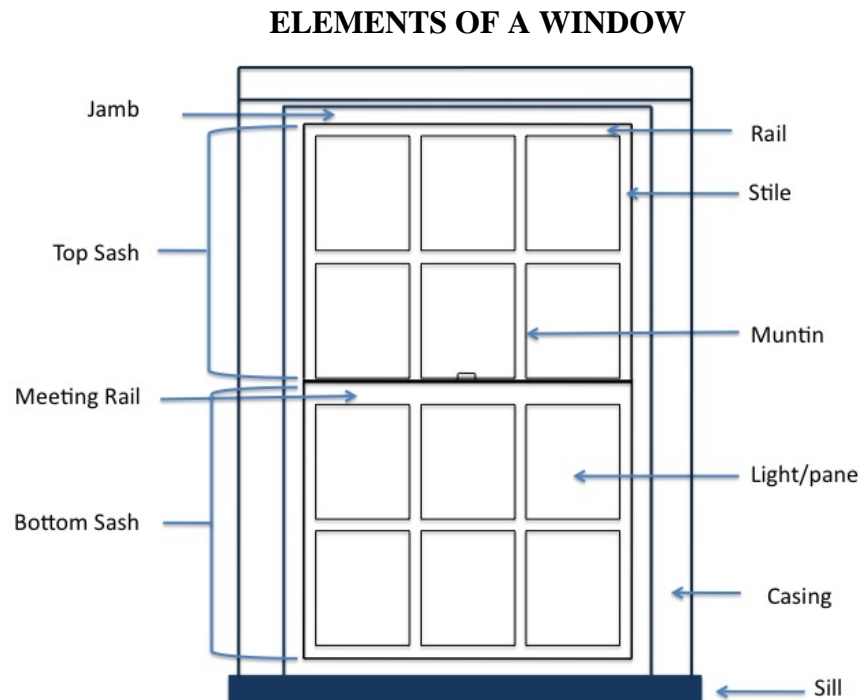 ELEMENTS OF A WINDOW
Jamb
Rail
Stile
Top Sash
Muntin
Meeting Rail
Light/pane
Bottom Sash
Casing
Sill